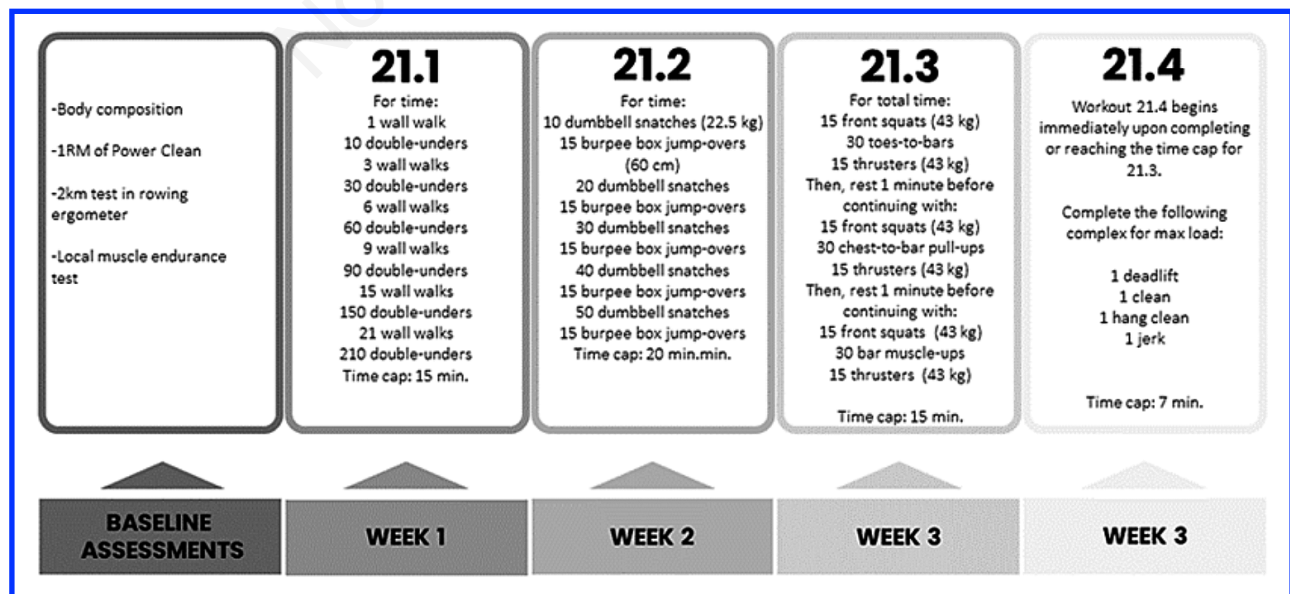 -Body composition
-1RM of Power Clean
-2km test in rowing
ergometer
-Local muscle endurance
test
21.1
For time:
1 wall walk
10 double-unders
3 wall walks
30 double-unders
6 wall walks
60 double-unders
9 wall walks
90 double-unders
15 wall walks
150 double-unders
21 wall walks
210 double-unders
Time cap: 15 min.
21.2
For time:
10 dumbbell snatches (22.5 kg)
15 burpee box jump-overs
(60 cm)
20 dumbbell snatches
15 burpee box jump-overs
30 dumbbell snatches
15 burpee box jump-overs
40 dumbbell snatches
15 burpee box jump-overs
50 dumbbell snatches
15 burpee box jump-overs
Time cap: 20 min.min.
21.3
For total time:
15 front squats (43 kg)
30 toes-to-bars
15 thrusters (43 kg)
Then, rest 1 minute before
continuing with:
15 front squats (43 kg)
30 chest-to-bar pull-ups
15 thrusters (43 kg)
Then, rest 1 minute before
continuing with:
15 front squats (43 kg)
30 bar muscle-ups
15 thrusters (43 kg)
Time cap: 15 min.
21.4
Workout 21.4 begins
immediately upon completing
or reaching the time cap for
21.3.
Complete the following
complex for max load:
1 deadlift
1 clean
1 hang clean
1 jerk
Time cap: 7 min.
BASELINE
ASSESSMENTS
WEEK 1
WEEK 2
WEEK 3
WEEK 3